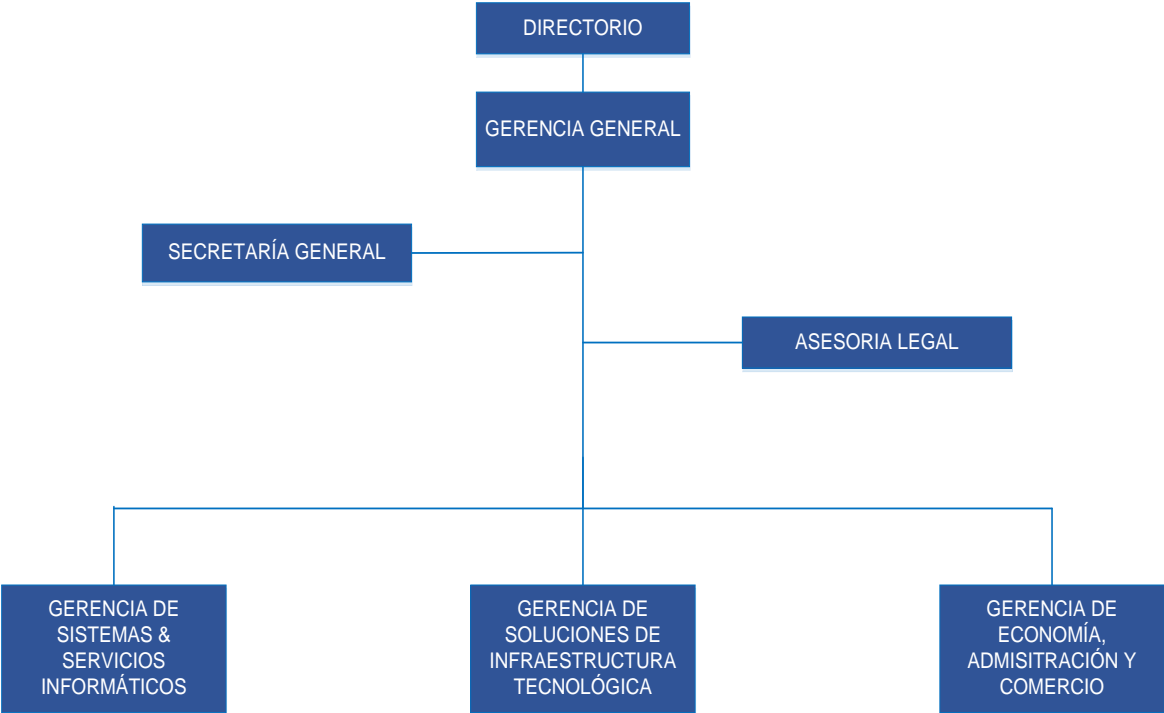 DIRECTORIO
GERENCIA GENERAL
SECRETARÍA GENERAL
ASESORIA LEGAL
GERENCIA DE
SISTEMAS &
SERVICIOS
INFORMÁTICOS
GERENCIA DE
SOLUCIONES DE
INFRAESTRUCTURA
TECNOLÓGICA
GERENCIA DE
ECONOMÍA,
ADMISITRACIÓN Y
COMERCIO